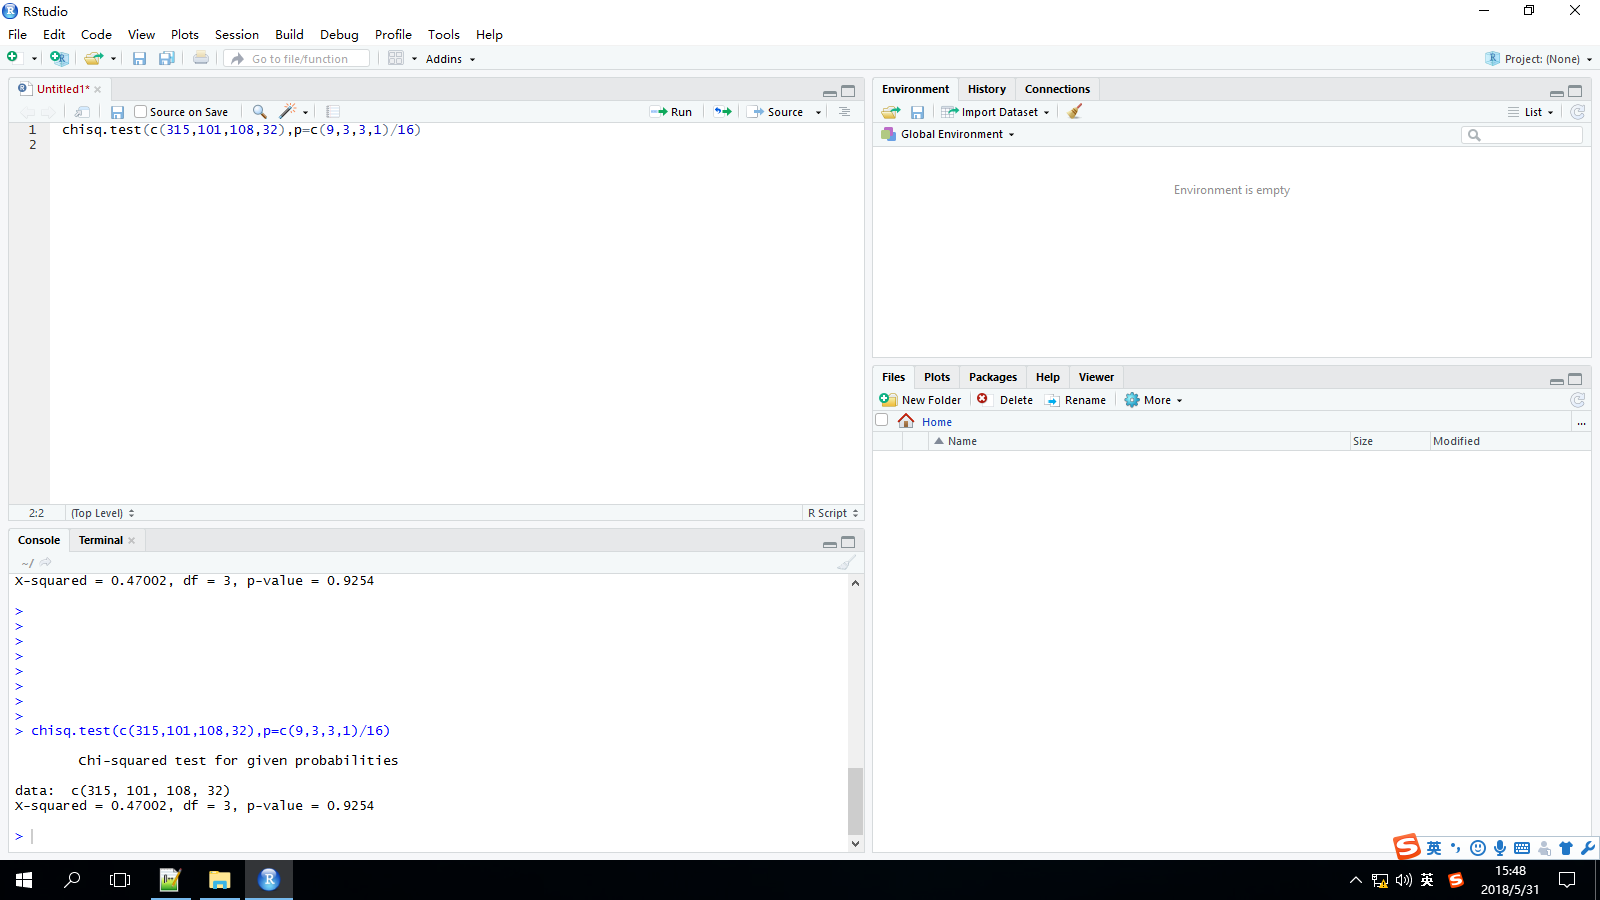 RStudio
File Edit Code View Plots Session Build Debug Profile Tools Help
Go to file/function Addins Project: (None)
Untitled1*
Source on Save Run Source
1 chisq.test(c(315,101,108,32),p=c(9,3,3,1)/16)
2
2:2 (Top Level) R Script
Console Terminal
~/
X-squared = 0.47002, df = 3, p-value = 0.9254
>
>
>
>
>
>
>
>
> chisq.test(c(315,101,108,32),p=c(9,3,3,1)/16)
Chi-squared test for given probabilities
data:  c(315, 101, 108, 32)
X-squared = 0.47002, df = 3, p-value = 0.9254
>
Environment History Connections
Import Dataset List
Global Environment
Environment is empty
Files Plots Packages Help Viewer
New Folder Delete Rename More
Home ...
Name Size Modified
英
英
15:48
2018/5/31